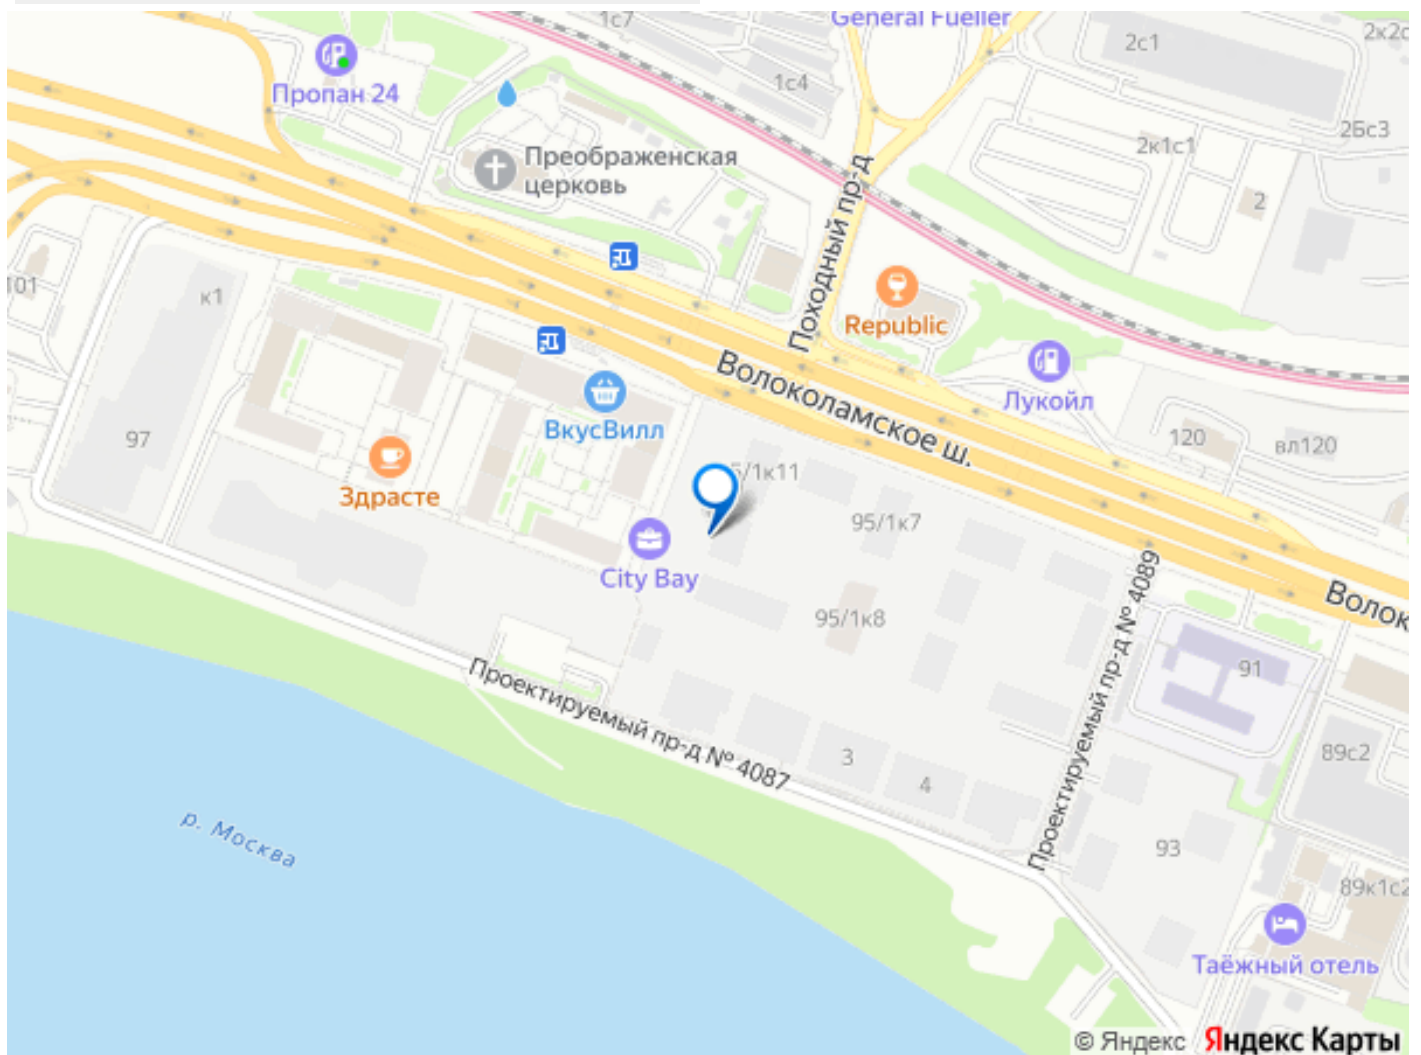 General Fueller
1с7
2с1
2к2с
Пропан 24
1с4
2Бс3
2к1с1
Преображенская
церковь
2
Походный пр-д
101
к1
Republic
Лукойл
Волоколамское ш.
ВкусВилл
97
120
вл120
Здрасте
5/1к11
95/1к7
City Bay
Проектируемый пр-д № 4089
Волок
95/1к8
91
Проектируемый пр-д № 4087
3
4
89с2
р. Москва
93
89к1с2
Таёжный отель
© Яндекс Яндекс Карты